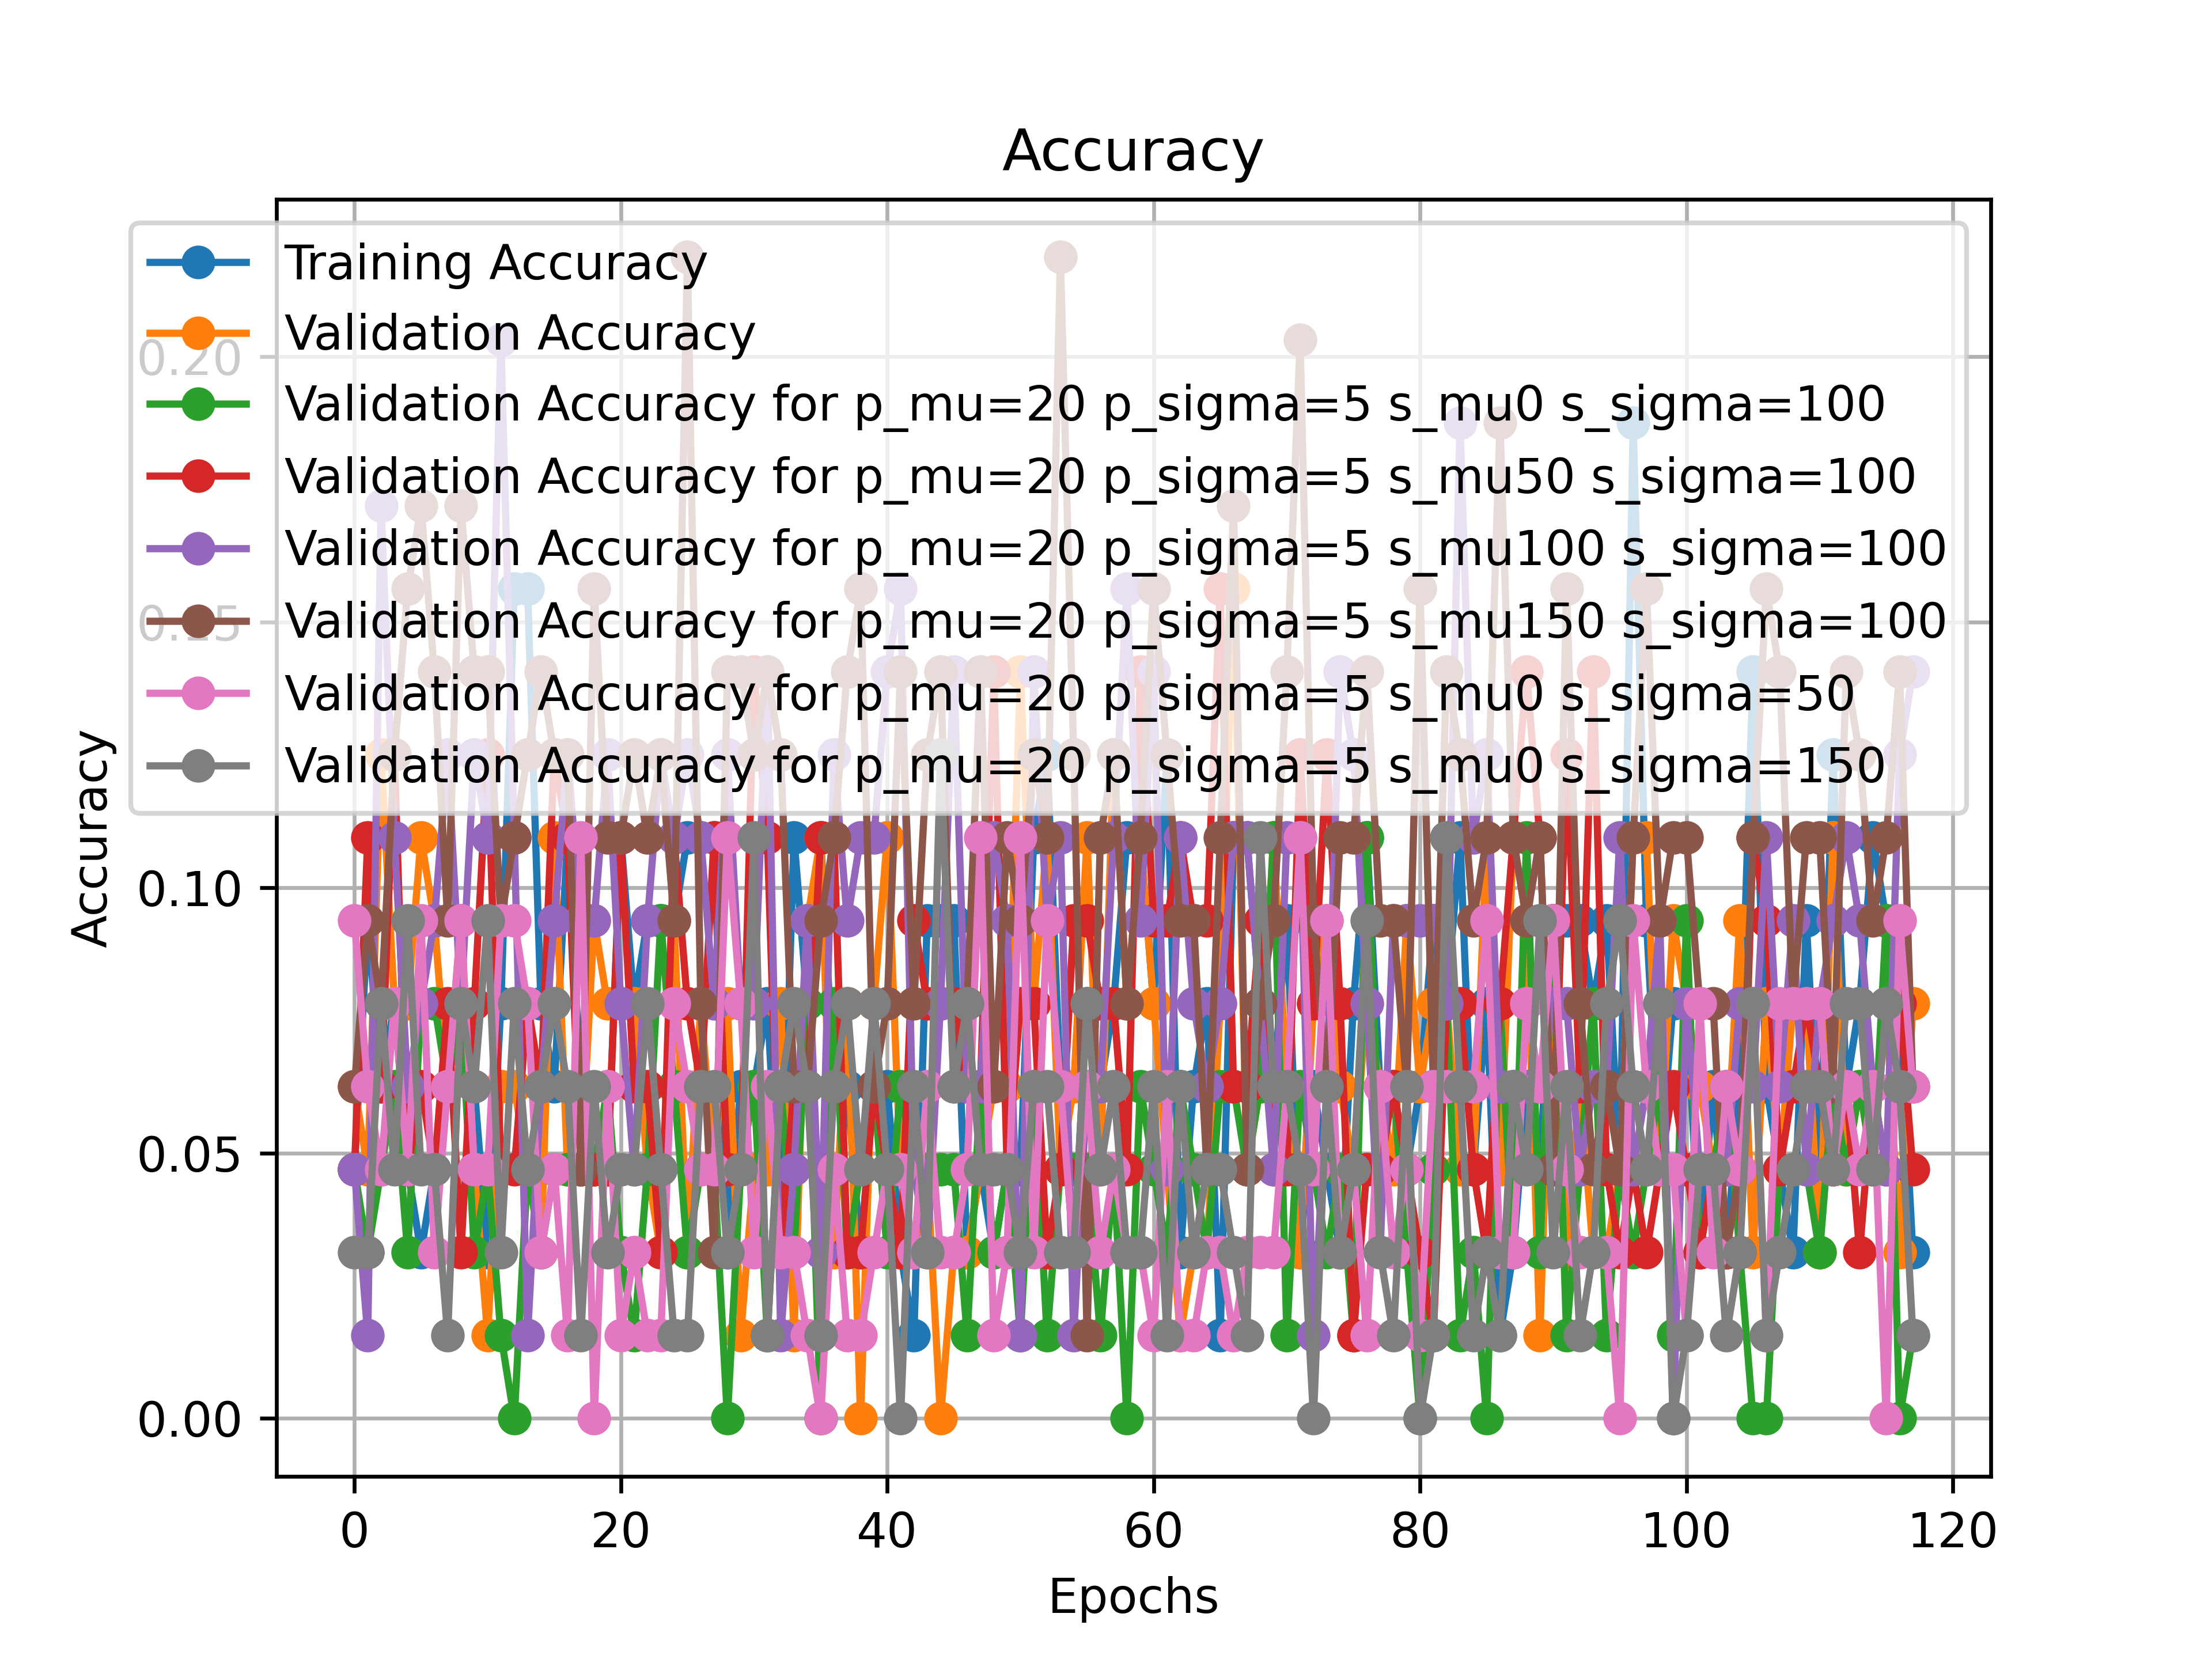 Accuracy
Training Accuracy
Validation Accuracy
0.20
Validation Accuracy for p_mu=20 p_sigma=5 s_mu0 s_sigma=100
Validation Accuracy for p_mu=20 p_sigma=5 s_mu50 s_sigma=100
Validation Accuracy for p_mu=20 p_sigma=5 s_mu100 s_sigma=100
Validation Accuracy for p_mu=20 p_sigma=5 s_mu150 s_sigma=100
0.15
Validation Accuracy for p_mu=20 p_sigma=5 s_mu0 s_sigma=50
Validation Accuracy for p_mu=20 p_sigma=5 s_mu0 s_sigma=150
Accuracy
0.10
0.05
0.00
0 20 40 60 80 100 120
Epochs